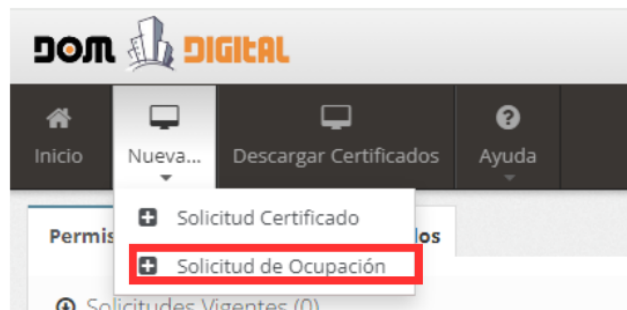 DOM DIGITAL
Inicio
Nueva...
Descargar Certificados
Ayuda
Solicitud Certificado
Permis
los
Solicitud de Ocupación
Solicitudes Vigentes (0)